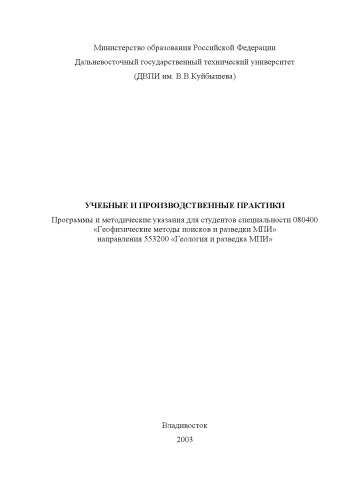 Министерство образования Российской Федерации
Дальневосточный государственный технический университет
(ДВПИ им. В.В.Куйбышева)
УЧЕБНЫЕ И ПРОИЗВОДСТВЕННЫЕ ПРАКТИКИ
Программы и методические указания для студентов специальности 080400
«Геофизические методы поисков и разведки МПИ»
направления 553200 «Геология и разведка МПИ»
Владивосток
2003